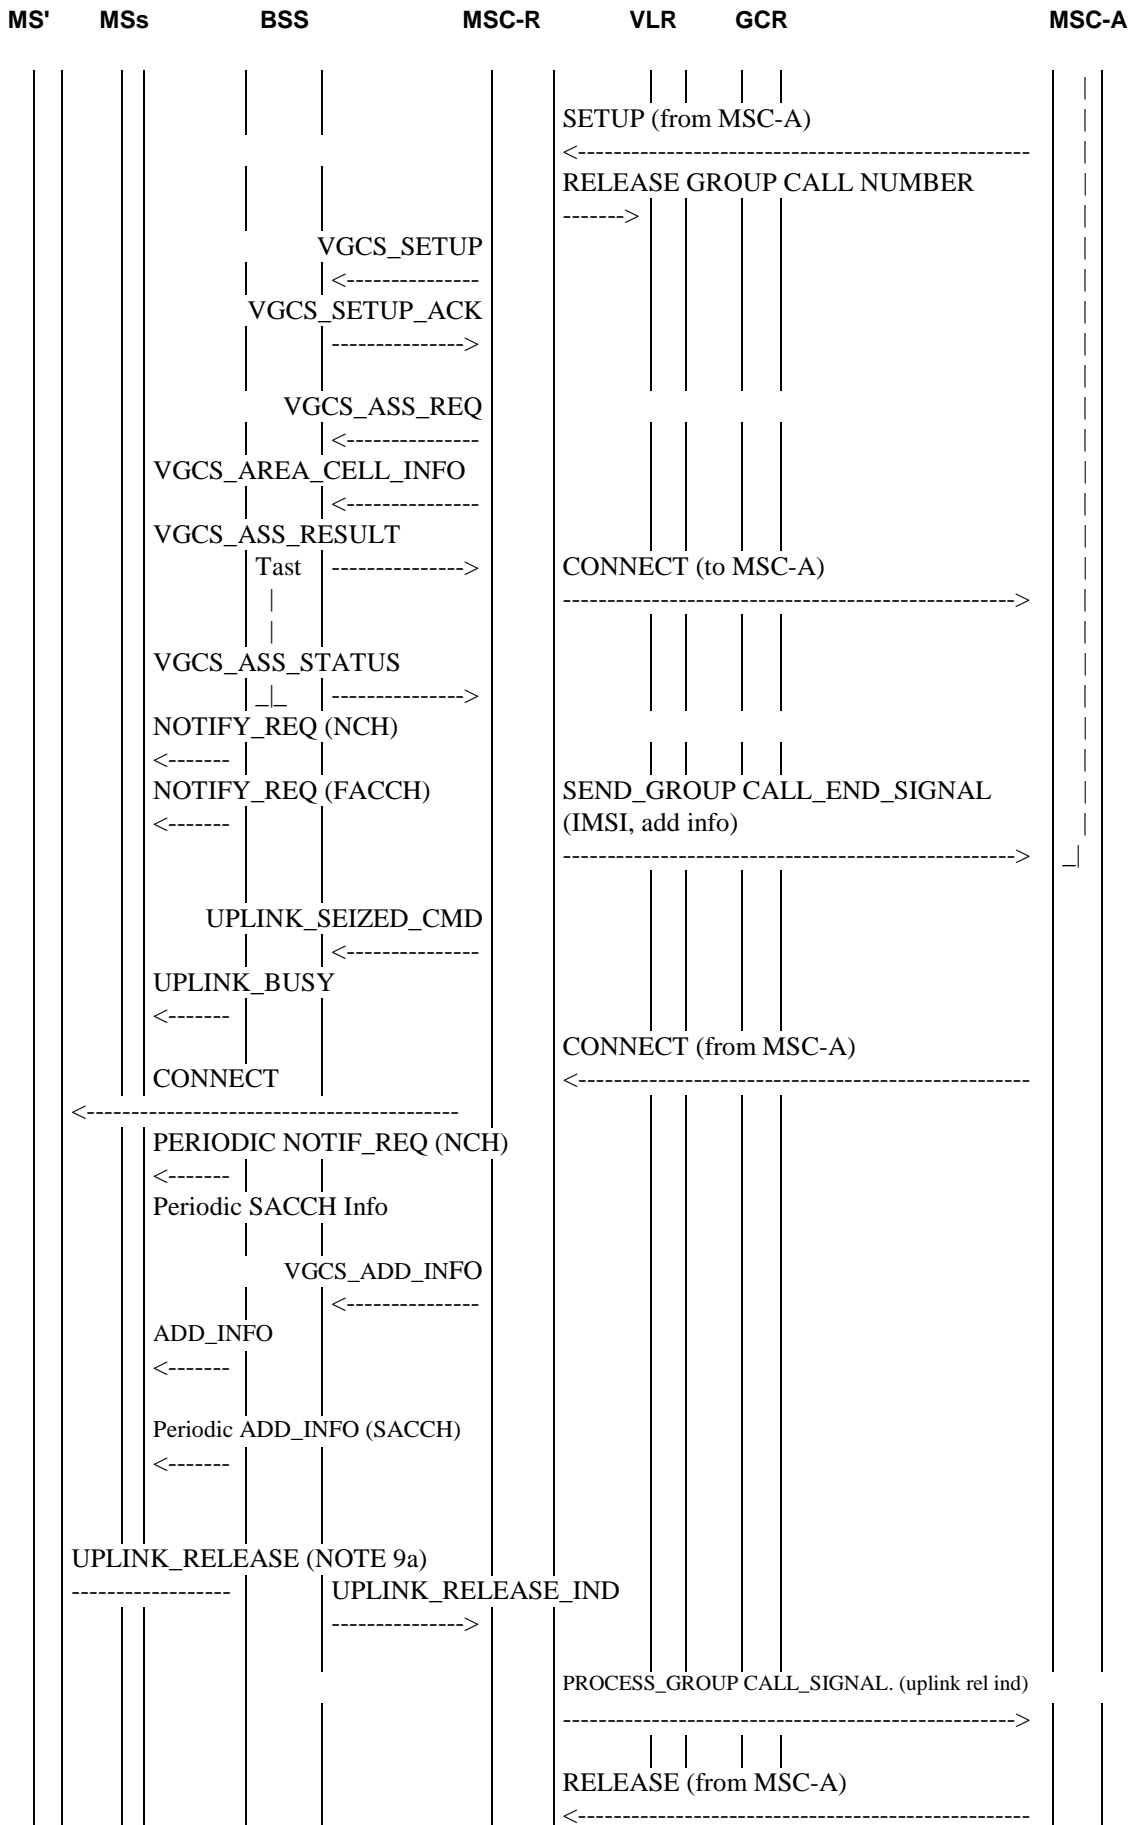 MS' MSs BSS MSC-R VLR GCR MSC-A
SETUP (from MSC-A)
<---------------------------------------------------
RELEASE GROUP CALL NUMBER
------->
VGCS_SETUP
<---------------
VGCS_SETUP_ACK
--------------->
VGCS_ASS_REQ
<---------------
VGCS_AREA_CELL_INFO
<---------------
VGCS_ASS_RESULT
Tast ---------------> CONNECT (to MSC-A)
--------------------------------------------------->
VGCS_ASS_STATUS
_|_ --------------->
NOTIFY_REQ (NCH)
<-------
NOTIFY_REQ (FACCH) SEND_GROUP CALL_END_SIGNAL
<------- (IMSI, add info)
---------------------------------------------------> _|
UPLINK_SEIZED_CMD
<---------------
UPLINK_BUSY
<-------
CONNECT (from MSC-A)
CONNECT <---------------------------------------------------
<------------------------------------------
PERIODIC NOTIF_REQ (NCH)
<-------
Periodic SACCH Info
VGCS_ADD_INFO
<---------------
ADD_INFO
<-------
Periodic ADD_INFO (SACCH)
<-------
UPLINK_RELEASE (NOTE 9a)
------------------ UPLINK_RELEASE_IND
--------------->
PROCESS_GROUP CALL_SIGNAL. (uplink rel ind)
--------------------------------------------------->
RELEASE (from MSC-A)
<---------------------------------------------------